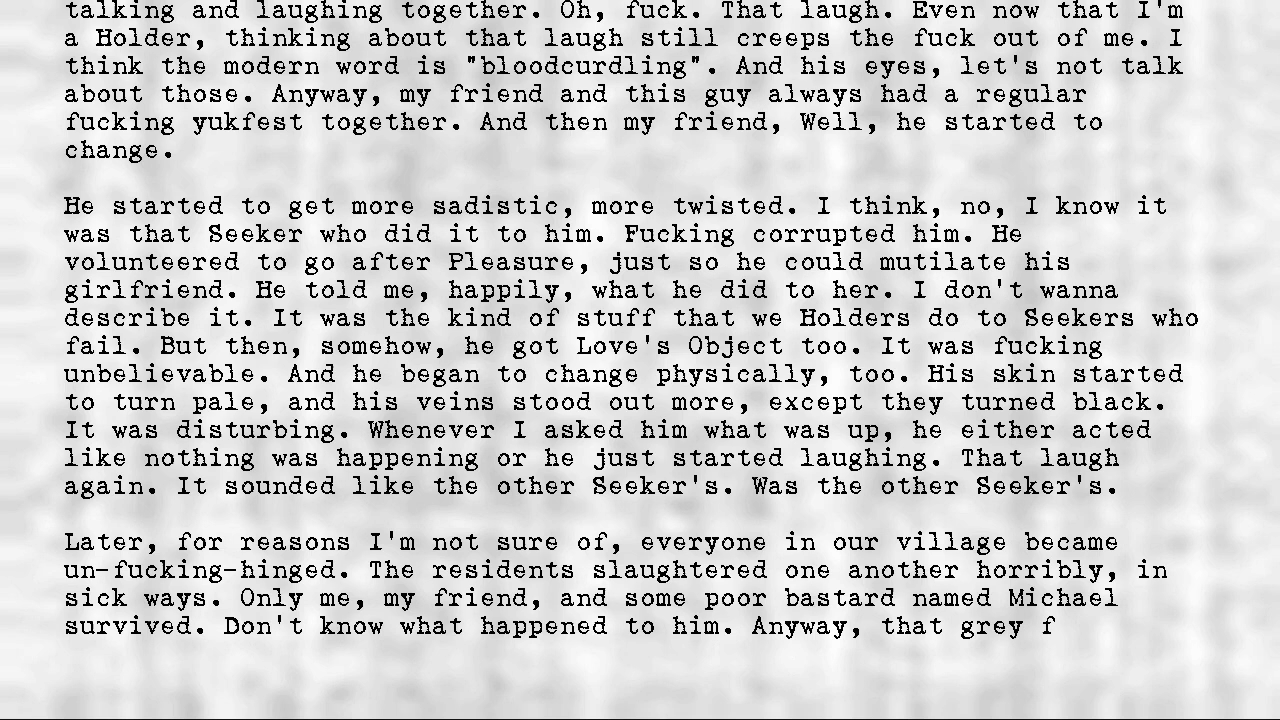 talking and laughing together. Oh, fuck. That laugh. Even now that I'm
a Holder, thinking about that laugh still creeps the fuck out of me. I
think the modern word is "bloodcurdling". And his eyes, let's not talk
about those. Anyway, my friend and this guy always had a regular
fucking yukfest together. And then my friend, Well, he started to
change.
He started to get more sadistic, more twisted. I think, no, I know it
was that Seeker who did it to him. Fucking corrupted him. He
volunteered to go after Pleasure, just so he could mutilate his
girlfriend. He told me, happily, what he did to her. I don't wanna
describe it. It was the kind of stuff that we Holders do to Seekers who
fail. But then, somehow, he got Love's Object too. It was fucking
unbelievable. And he began to change physically, too. His skin started
to turn pale, and his veins stood out more, except they turned black.
It was disturbing. Whenever I asked him what was up, he either acted
like nothing was happening or he just started laughing. That laugh
again. It sounded like the other Seeker's. Was the other Seeker's.
Later, for reasons I'm not sure of, everyone in our village became
un-fucking-hinged. The residents slaughtered one another horribly, in
sick ways. Only me, my friend, and some poor bastard named Michael
survived. Don't know what happened to him. Anyway, that grey f